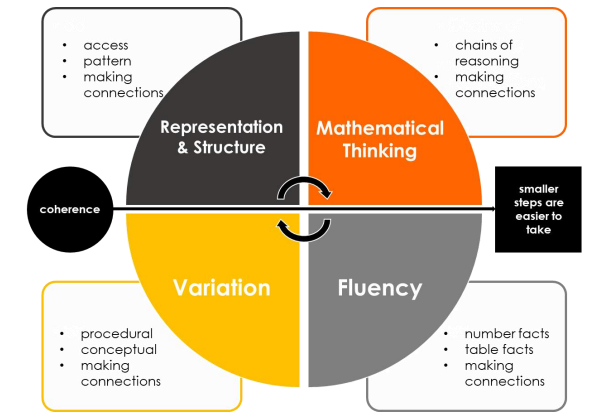 • access
• pattern
• making
connections
• chains of
reasoning
• making
connections
Representation
& Structure
Mathematical
Thinking
coherence
smaller
steps are
easier to
take
Variation
Fluency
• procedural
• conceptual
• making
connections
• number facts
• table facts
• making
connections